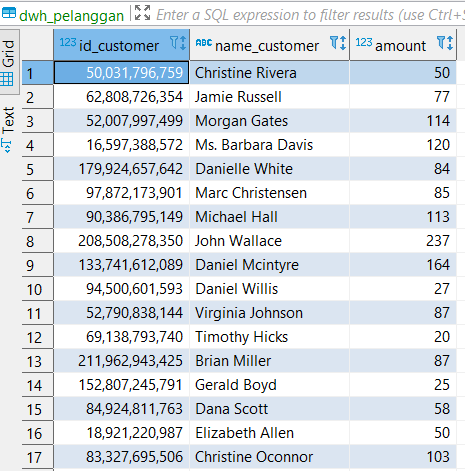 dwh_pelanggan Enter a SQL expression to filter results (use Ctrl+
Grid
Text
123 id_customer ABC name_customer 123 amount
1 50,031,796,759 Christine Rivera 50
2 62,808,726,354 Jamie Russell 77
3 52,007,997,499 Morgan Gates 114
4 16,597,388,572 Ms. Barbara Davis 120
5 179,924,657,642 Danielle White 84
6 97,872,173,901 Marc Christensen 85
7 90,386,795,149 Michael Hall 113
8 208,508,278,350 John Wallace 237
9 133,741,612,089 Daniel Mcintyre 164
10 94,500,601,593 Daniel Willis 27
11 52,790,838,144 Virginia Johnson 87
12 69,138,793,740 Timothy Hicks 20
13 211,962,943,425 Brian Miller 87
14 152,807,245,791 Gerald Boyd 25
15 84,924,811,763 Dana Scott 58
16 18,921,220,987 Elizabeth Allen 50
17 83,327,695,506 Christine Oconnor 103